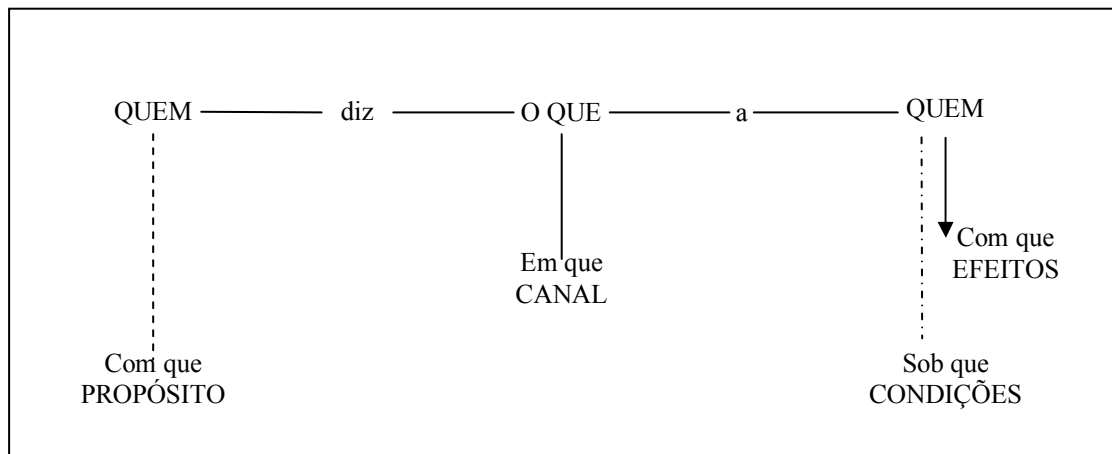 QUEM diz O QUE a QUEM
Com que
EFEITOS
Em que
CANAL
Com que
PROPÓSITO
Sob que
CONDIÇÕES